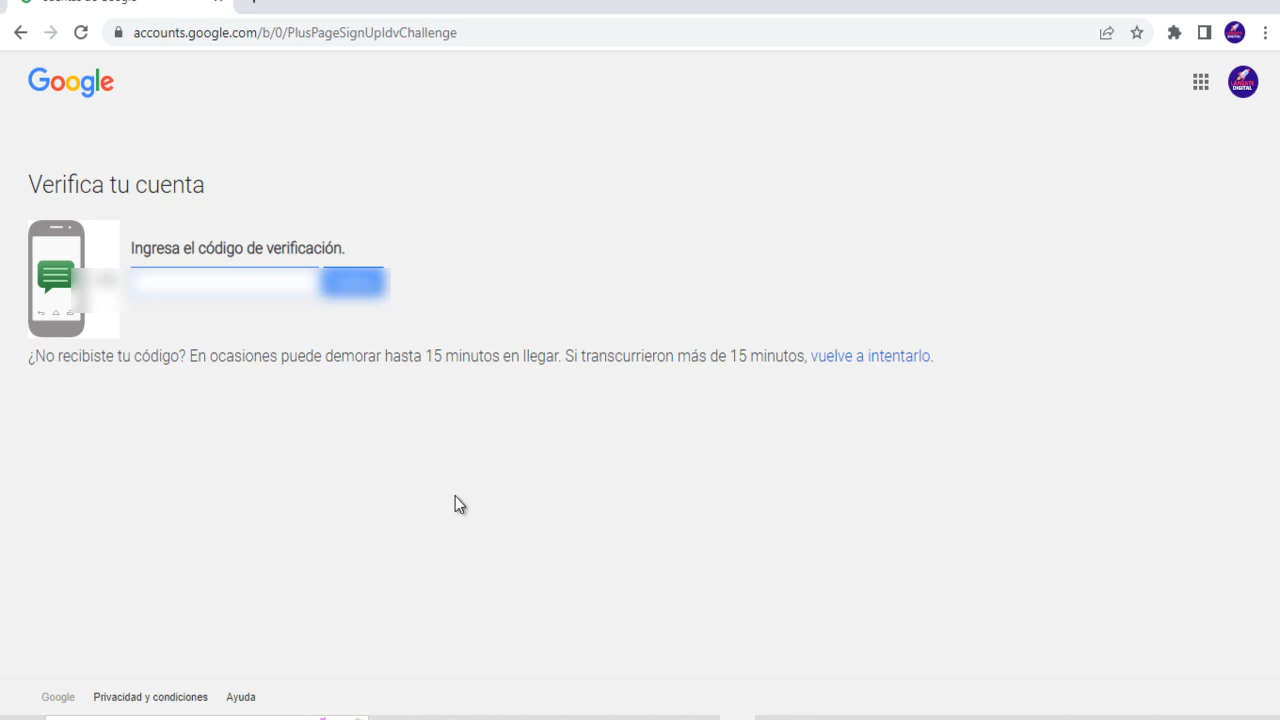 accounts.google.com/b/0/PlusPageSignUpIdvChallenge
Google
LANZATE
DIGITAL
Verifica tu cuenta
Ingresa el código de verificación.
¿No recibiste tu código? En ocasiones puede demorar hasta 15 minutos en llegar. Si transcurrieron más de 15 minutos, vuelve a intentarlo.
Google Privacidad y condiciones Ayuda